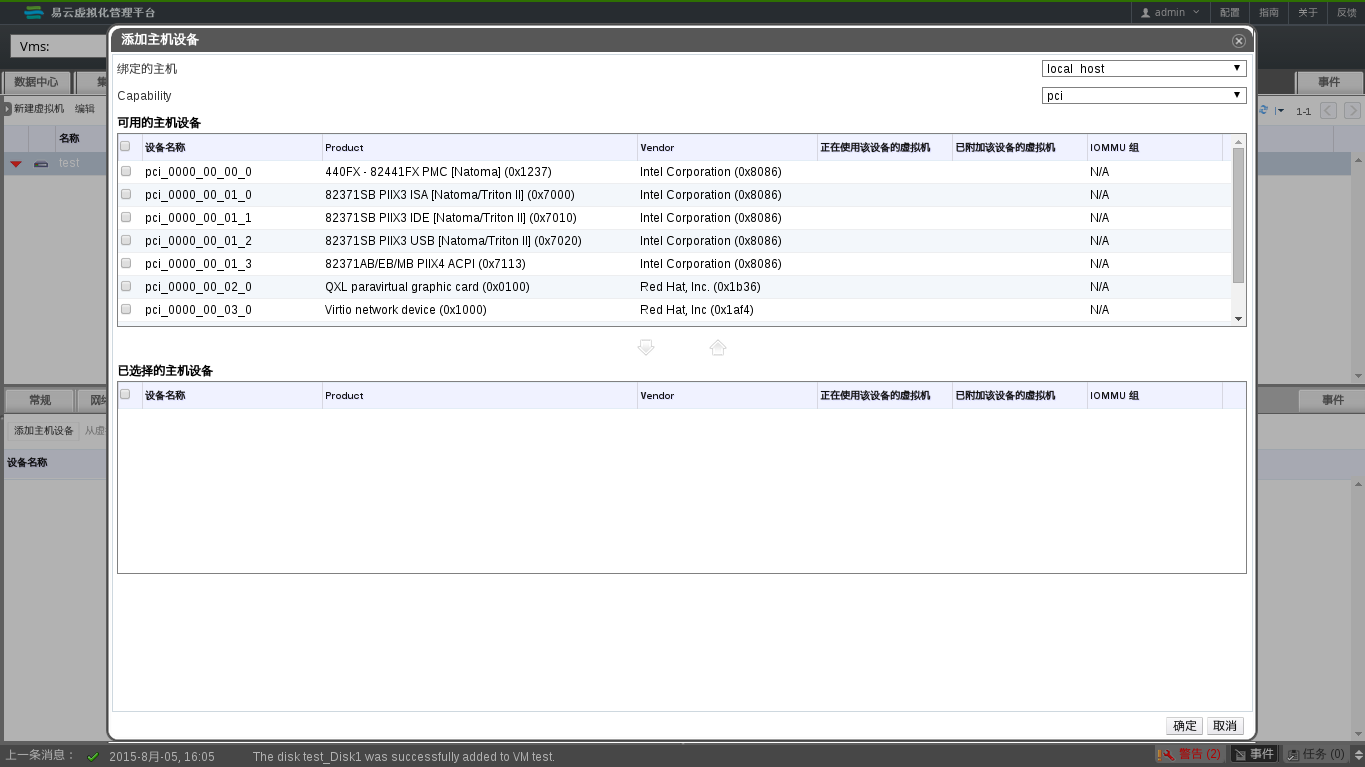 易云虚拟化管理平台
admin 配置 指南 关于 反馈
Vms:
添加主机设备
数据中心 集 事件
新建虚拟机 编辑 1-1
名称
test
绑定的主机 local_host
Capability pci
可用的主机设备
设备名称 Product Vendor 正在使用该设备的虚拟机 已附加该设备的虚拟机 IOMMU 组
pci_0000_00_00_0 440FX - 82441FX PMC [Natoma] (0x1237) Intel Corporation (0x8086) N/A
pci_0000_00_01_0 82371SB PIIX3 ISA [Natoma/Triton II] (0x7000) Intel Corporation (0x8086) N/A
pci_0000_00_01_1 82371SB PIIX3 IDE [Natoma/Triton II] (0x7010) Intel Corporation (0x8086) N/A
pci_0000_00_01_2 82371SB PIIX3 USB [Natoma/Triton II] (0x7020) Intel Corporation (0x8086) N/A
pci_0000_00_01_3 82371AB/EB/MB PIIX4 ACPI (0x7113) Intel Corporation (0x8086) N/A
pci_0000_00_02_0 QXL paravirtual graphic card (0x0100) Red Hat, Inc. (0x1b36) N/A
pci_0000_00_03_0 Virtio network device (0x1000) Red Hat, Inc (0x1af4) N/A
已选择的主机设备
设备名称 Product Vendor 正在使用该设备的虚拟机 已附加该设备的虚拟机 IOMMU 组
常规 网络 事件
添加主机设备 从虚
设备名称
确定 取消
上一条消息： 2015-8月-05, 16:05 The disk test_Disk1 was successfully added to VM test. 警告 (2) 事件 任务 (0)